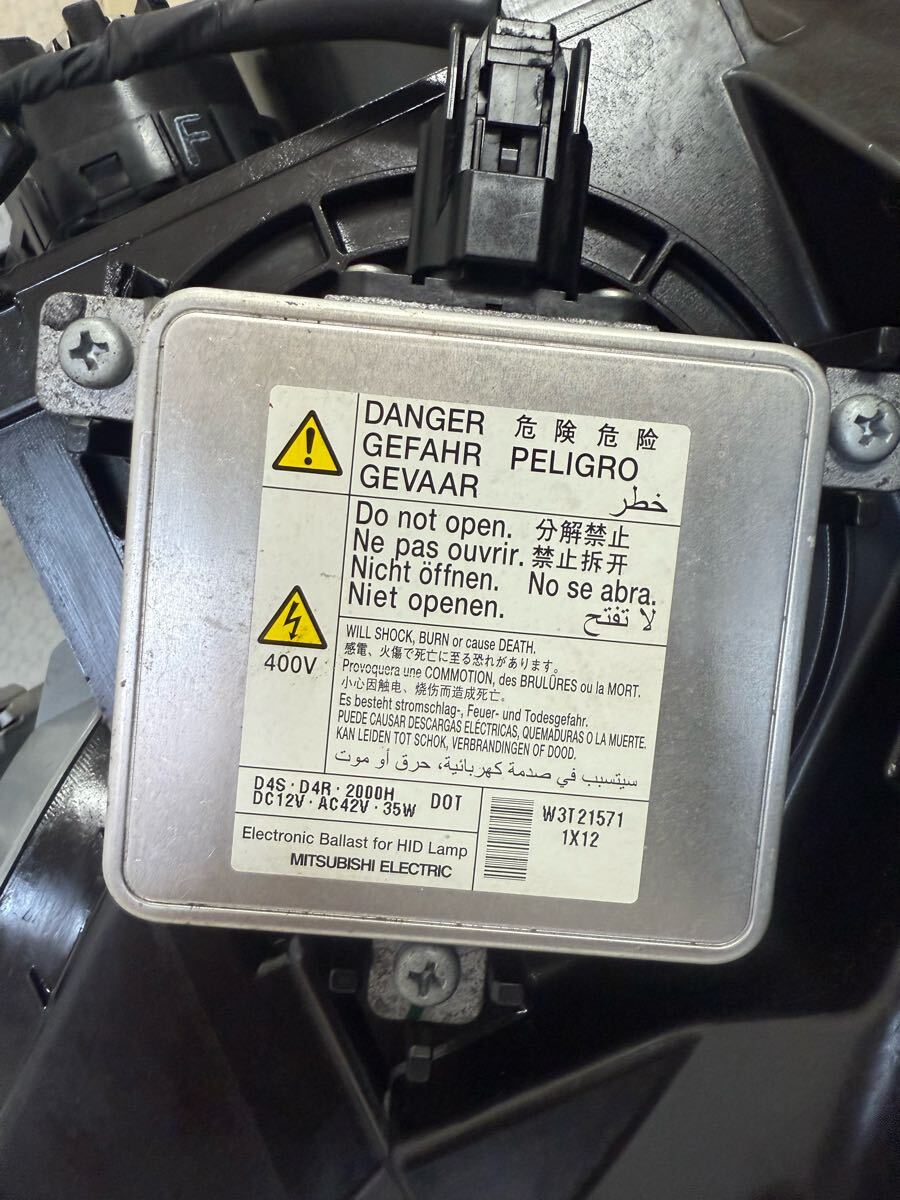 F
DANGER 危険 危险
GEFAHR PELIGRO
GEVAAR خطر
Do not open. 分解禁止
Ne pas ouvrir. 禁止拆开
Nicht öffnen. No se abra.
Niet openen. لا تفتح
400V
WILL SHOCK, BURN or cause DEATH.
感電、火傷で死亡に至る恐れがあります。
Provoquera une COMMOTION, des BRULÛRES ou la MORT.
小心因触电、烧伤而造成死亡。
Es besteht stromschlag-, Feuer- und Todesgefahr.
PUEDE CAUSAR DESCARGAS ELÉCTRICAS, QUEMADURAS O LA MUERTE.
KAN LEIDEN TOT SCHOK, VERBRANDINGEN OF DOOD.
سيتسبب في صدمة كهربائية، حرق أو موت
D4S・D4R・2000H DOT
DC12V・AC42V・35W
W3T21571
1X12
Electronic Ballast for HID Lamp
MITSUBISHI ELECTRIC